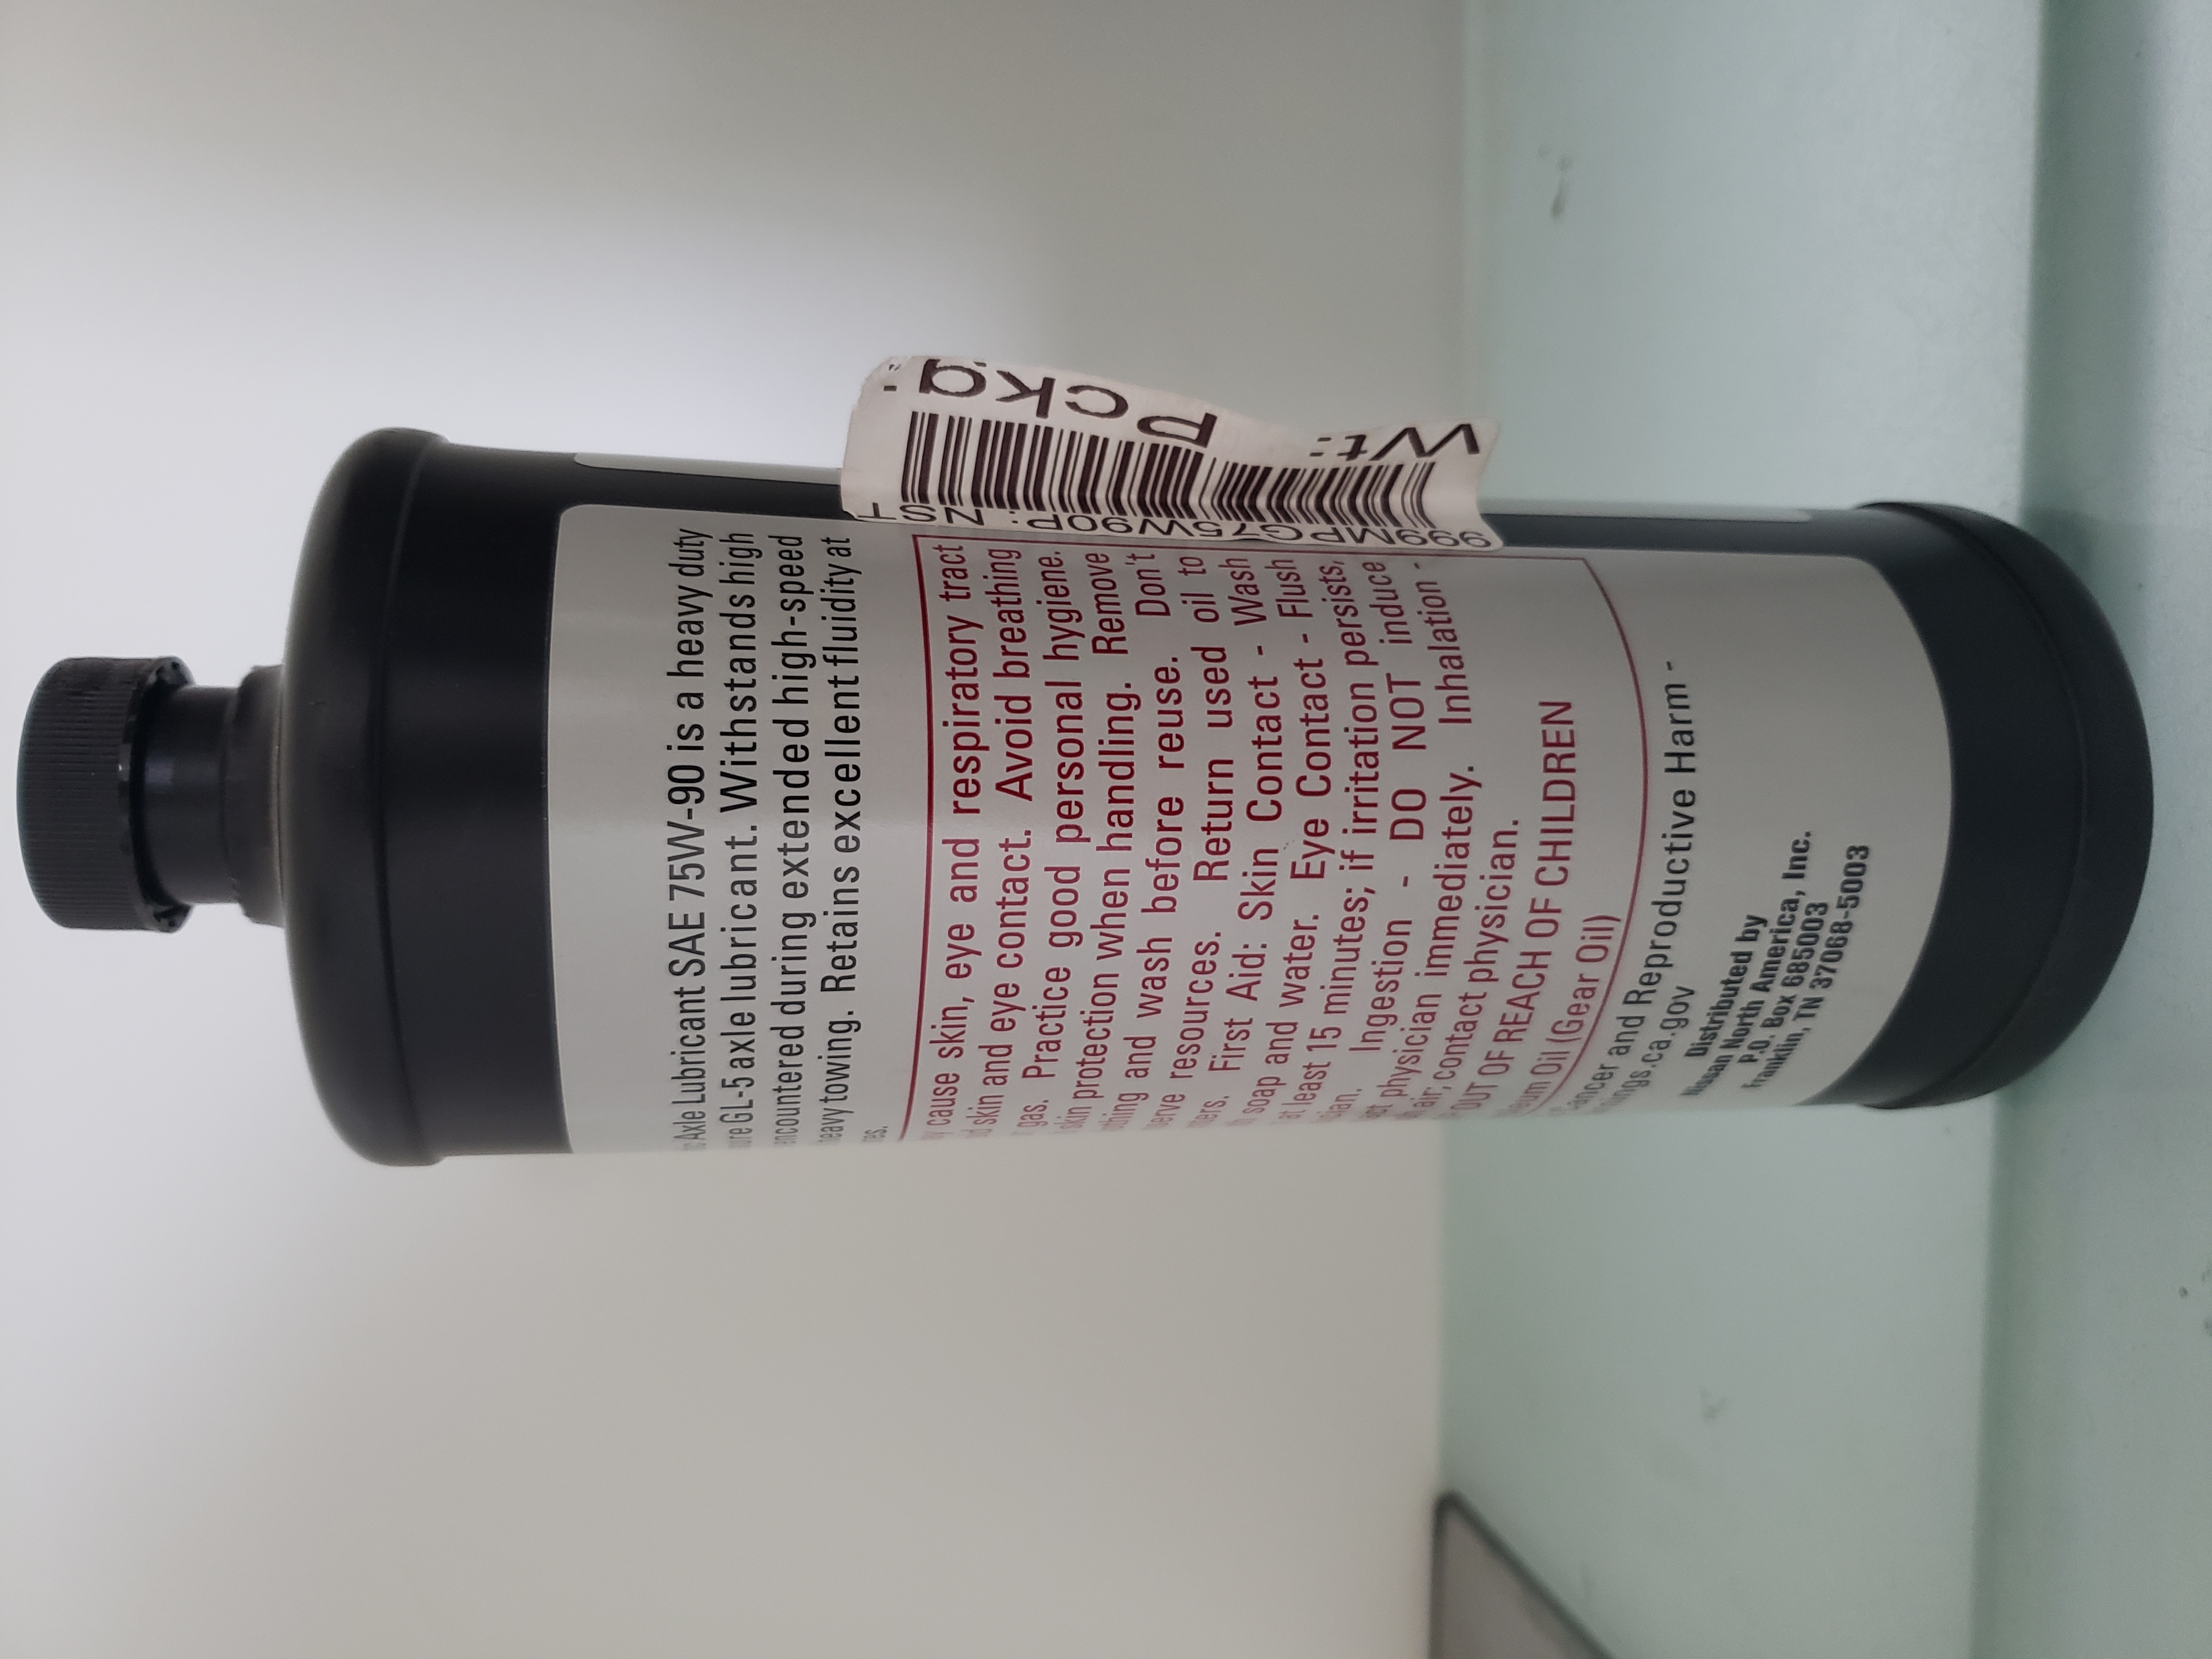 Axle Lubricant SAE 75W-90 is a heavy duty
GL-5 axle lubricant. Withstands high
encountered during extended high-speed
heavy towing. Retains excellent fluidity at
cause skin, eye and respiratory tract
skin and eye contact. Avoid breathing
gas. Practice good personal hygiene.
skin protection when handling. Remove
and wash before reuse. Don't
resources. Return used oil to
First Aid: Skin Contact - Wash
soap and water. Eye Contact - Flush
at least 15 minutes; if irritation persists,
Ingestion - DO NOT induce
physician immediately. Inhalation -
air; contact physician.
OUT OF REACH OF CHILDREN
Oil (Gear Oil)
Cancer and Reproductive Harm -
.ca.gov
Distributed by
Nissan North America, Inc.
P.O. Box 685003
Franklin, TN 37068-5003
999MPG75W90P: NST
Wt:
Pckg.